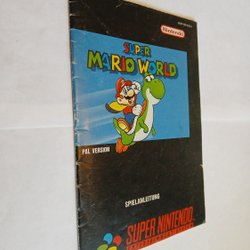 Nintendo
SUPER
MARIO WORLD
PAL VERSION
SPIELANLEITUNG
SUPER NINTENDO